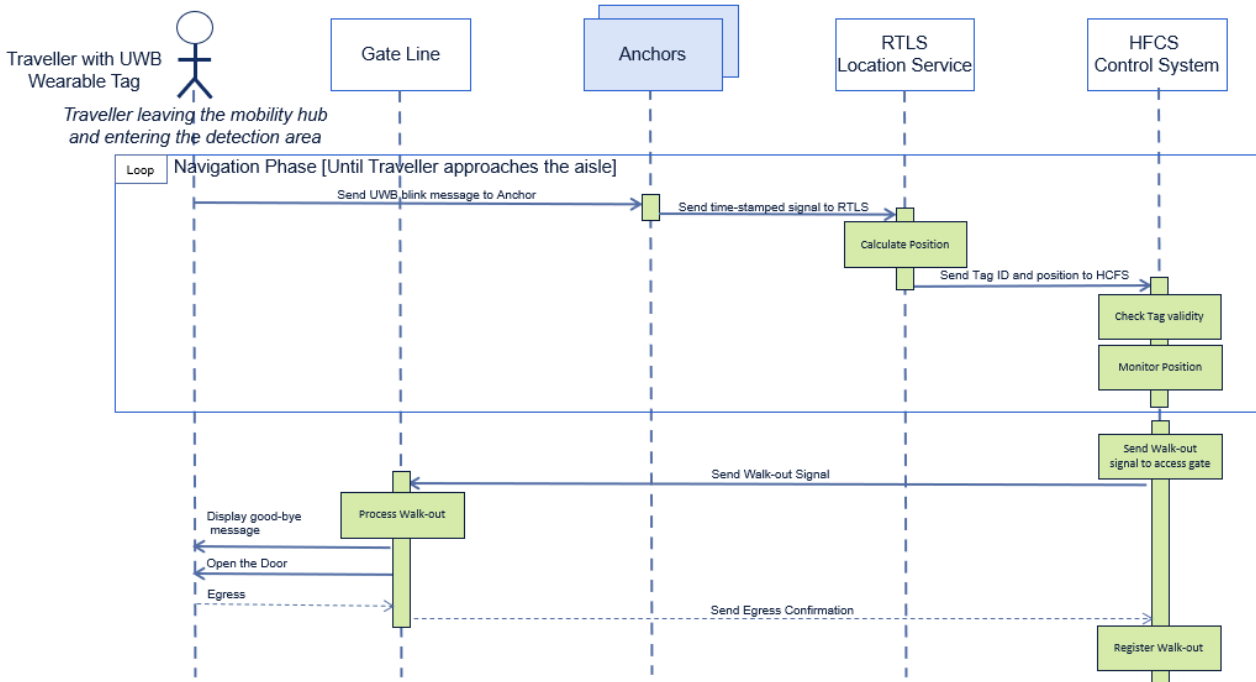 Traveller with UWB
Wearable Tag
Gate Line
Anchors
RTLS
Location Service
HFCS
Control System
Traveller leaving the mobility hub
and entering the detection area
Loop
Navigation Phase [Until Traveller approaches the aisle]
Send UWB blink message to Anchor
Send time-stamped signal to RTLS
Calculate Position
Send Tag ID and position to HCFS
Check Tag validity
Monitor Position
Send Walk-out
signal to access gate
Send Walk-out Signal
Process Walk-out
Display good-bye
message
Open the Door
Egress
Send Egress Confirmation
Register Walk-out